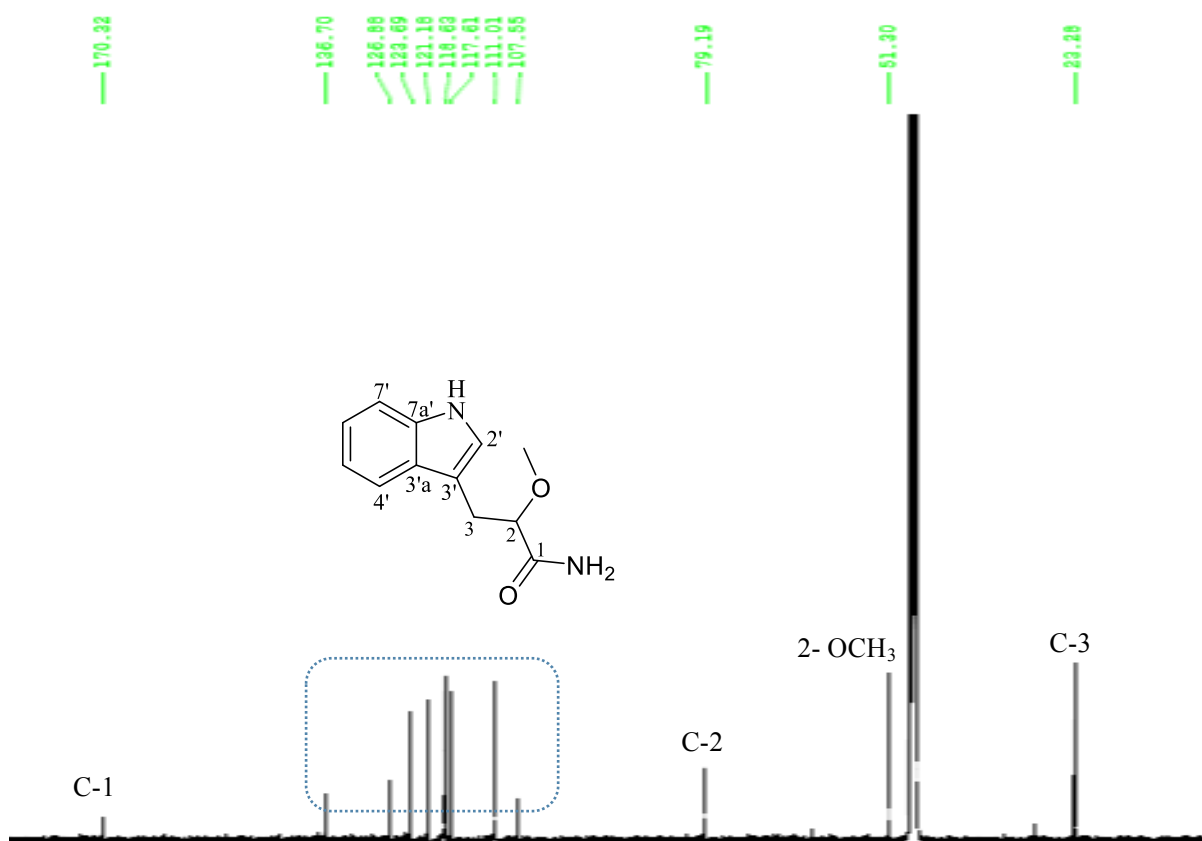 170.32
136.70
126.88
123.69
121.18
118.63
117.61
111.01
107.55
79.19
51.30
23.28
7'
H
N
7a'
2'
3'a
3'
4'
O
3
2
1
NH2
O
2- OCH3
C-3
C-2
C-1